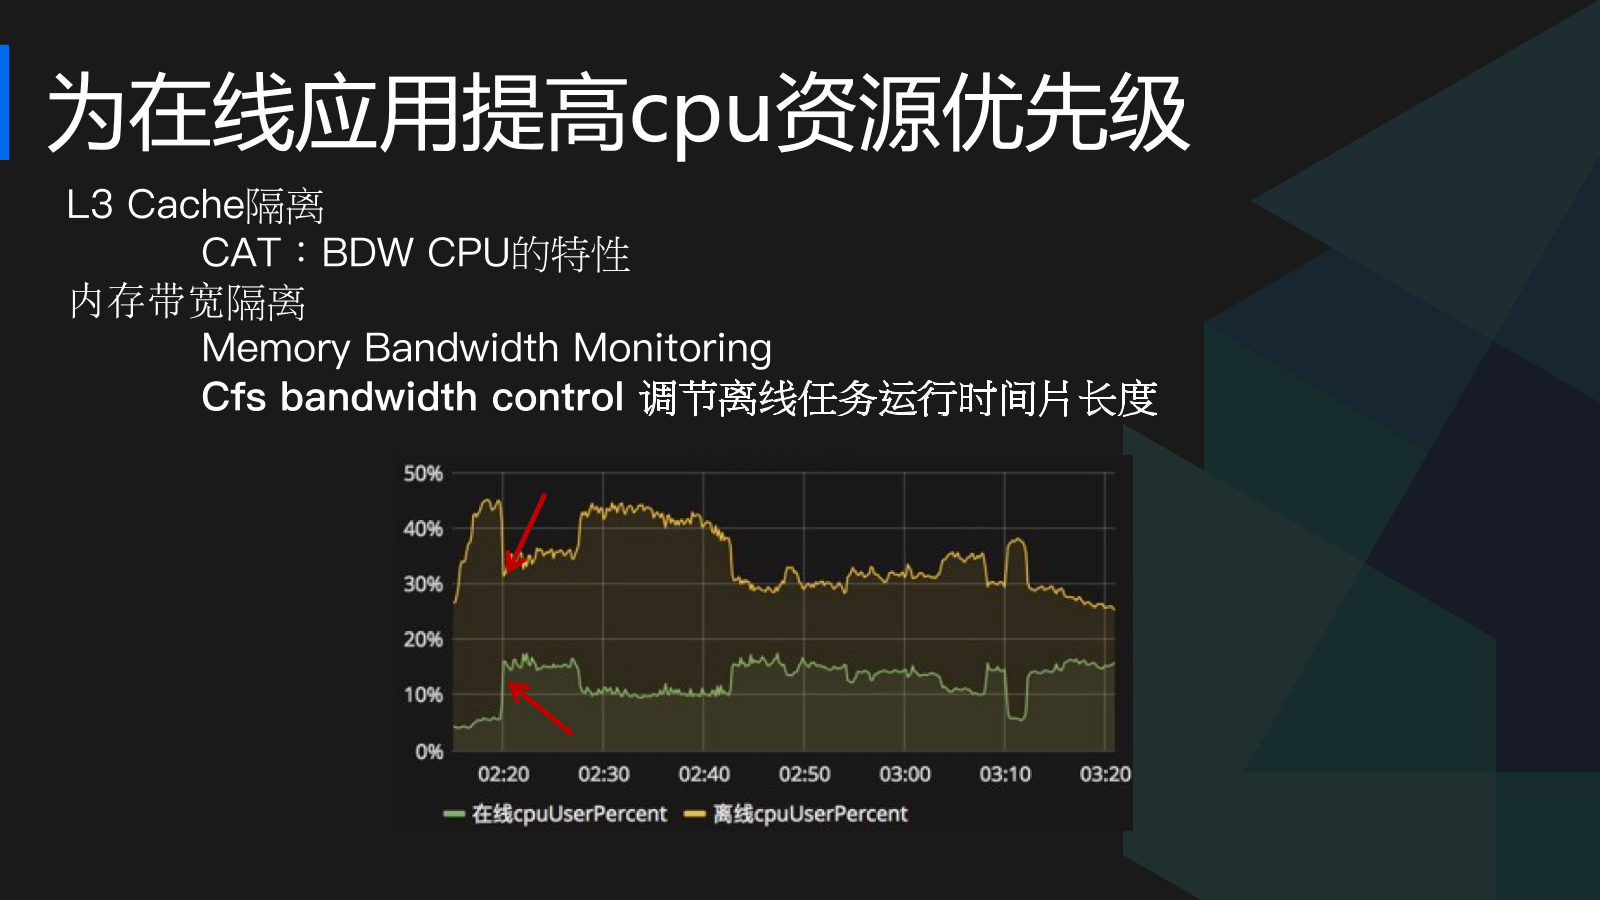 为在线应用提高cpu资源优先级
L3 Cache隔离
CAT：BDW CPU的特性
内存带宽隔离
Memory Bandwidth Monitoring
Cfs bandwidth control 调节离线任务运行时间片长度
50%
40%
30%
20%
10%
0%
02:20 02:30 02:40 02:50 03:00 03:10 03:20
在线cpuUserPercent 离线cpuUserPercent